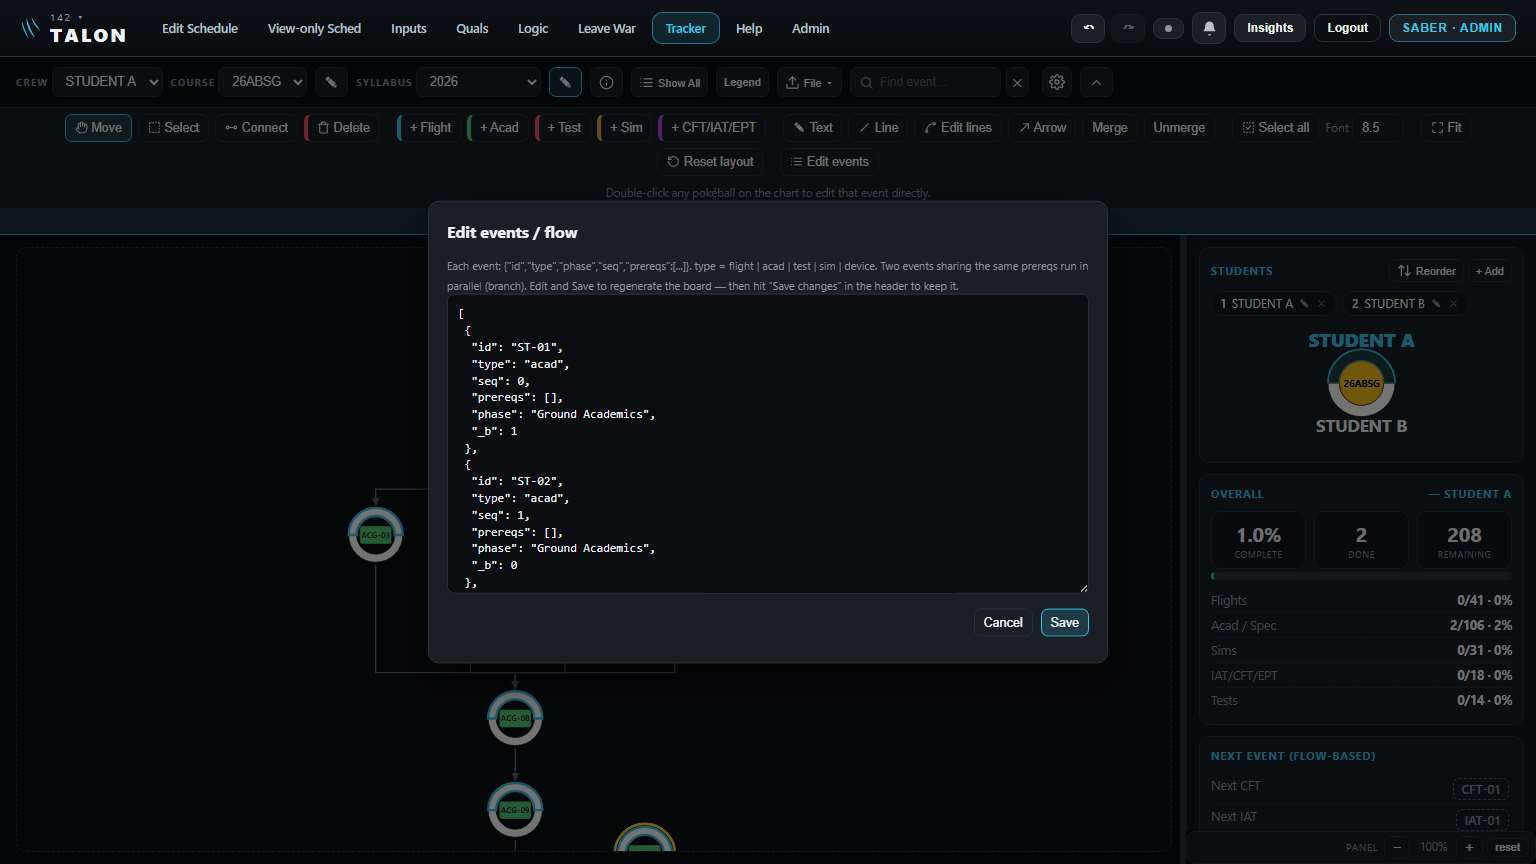 142
TALON
Edit Schedule
View-only Sched
Inputs
Quals
Logic
Leave War
Tracker
Help
Admin
Insights
Logout
SABER · ADMIN
CREW STUDENT A
COURSE 26ABSG
SYLLABUS 2026
Show All
Legend
File
Find event...
Move
Select
Connect
Delete
+ Flight
+ Acad
+ Test
+ Sim
+ CFT/IAT/EPT
Text
Line
Edit lines
Arrow
Merge
Unmerge
Select all
Font 8.5
Fit
Reset layout
Edit events
Double-click any pokéball on the chart to edit that event directly.
Edit events / flow
Each event: {"id","type","phase","seq","prereqs":[...]}. type = flight | acad | test | sim | device. Two events sharing the same prereqs run in
parallel (branch). Edit and Save to regenerate the board — then hit "Save changes" in the header to keep it.
[
{
"id": "ST-01",
"type": "acad",
"seq": 0,
"prereqs": [],
"phase": "Ground Academics",
"_b": 1
},
{
"id": "ST-02",
"type": "acad",
"seq": 1,
"prereqs": [],
"phase": "Ground Academics",
"_b": 0
},
Cancel
Save
ACG-03
ACG-08
ACG-09
STUDENTS
Reorder
+ Add
1 STUDENT A
2 STUDENT B
STUDENT A
26ABSG
STUDENT B
OVERALL
— STUDENT A
1.0%
COMPLETE
2
DONE
208
REMAINING
Flights 0/41 · 0%
Acad / Spec 2/106 · 2%
Sims 0/31 · 0%
IAT/CFT/EPT 0/18 · 0%
Tests 0/14 · 0%
NEXT EVENT (FLOW-BASED)
Next CFT CFT-01
Next IAT IAT-01
PANEL − 100% + reset